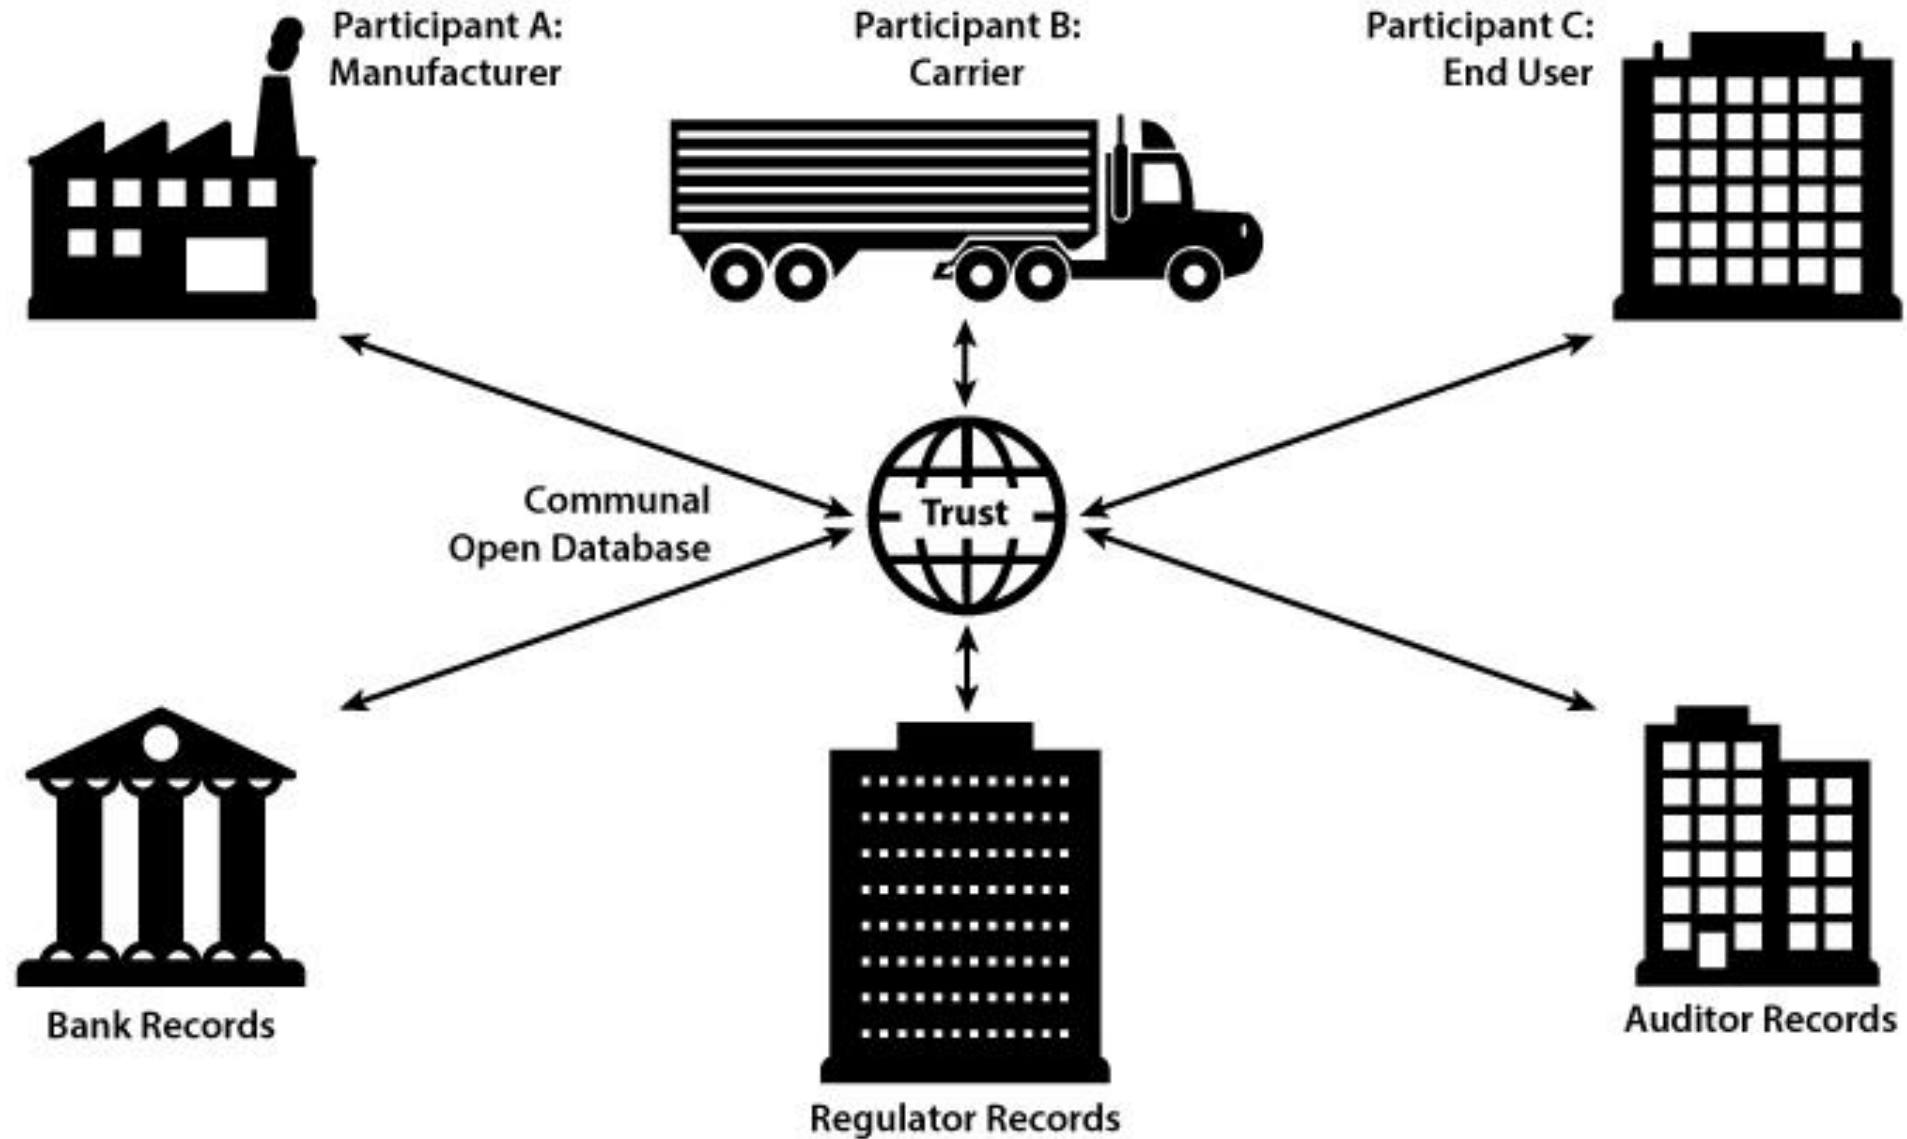 Participant A:
Manufacturer
Participant B:
Carrier
Participant C:
End User
Communal
Open Database
Trust
Bank Records
Regulator Records
Auditor Records